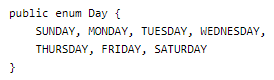 public enum Day {
    SUNDAY, MONDAY, TUESDAY, WEDNESDAY,
    THURSDAY, FRIDAY, SATURDAY
}